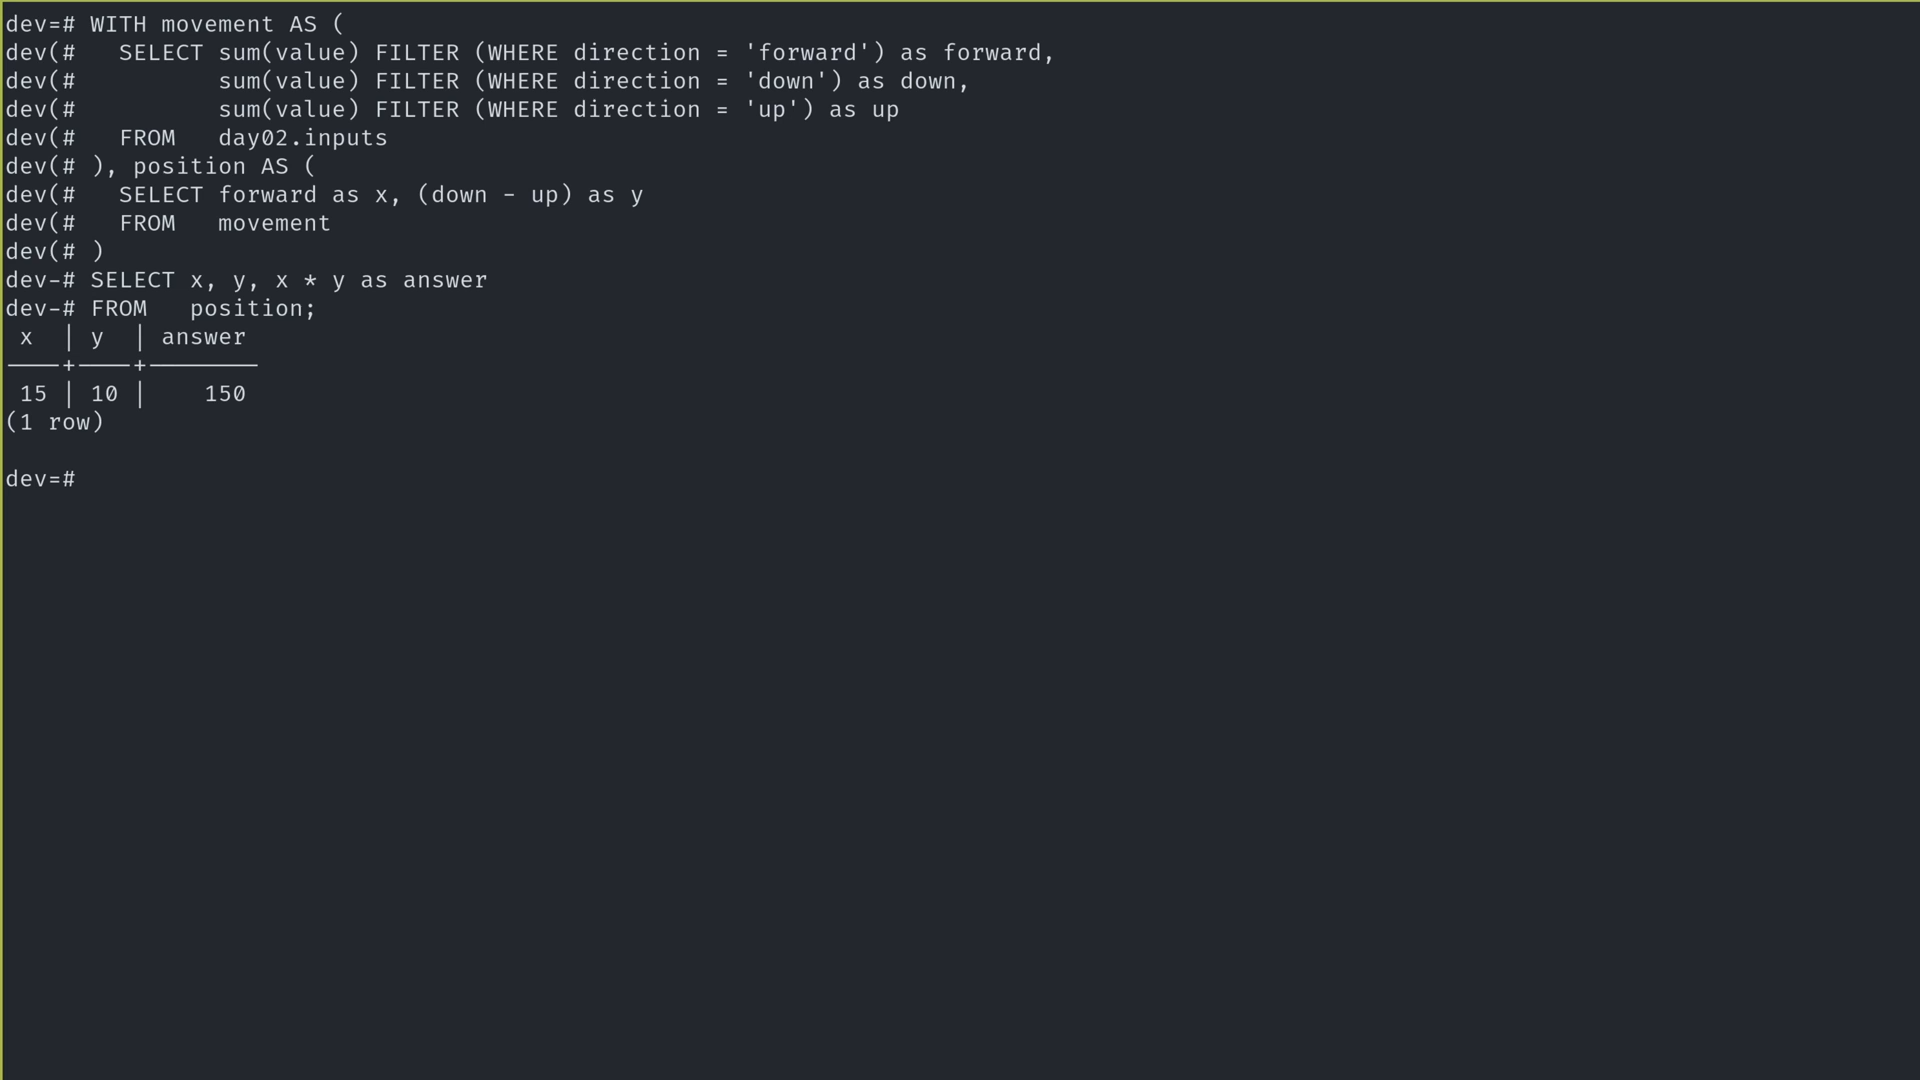 dev=# WITH movement AS (
dev(#   SELECT sum(value) FILTER (WHERE direction = 'forward') as forward,
dev(#          sum(value) FILTER (WHERE direction = 'down') as down,
dev(#          sum(value) FILTER (WHERE direction = 'up') as up
dev(#   FROM   day02.inputs
dev(# ), position AS (
dev(#   SELECT forward as x, (down - up) as y
dev(#   FROM   movement
dev(# )
dev-# SELECT x, y, x * y as answer
dev-# FROM   position;
 x  | y  | answer
----+----+--------
 15 | 10 |    150
(1 row)

dev=#